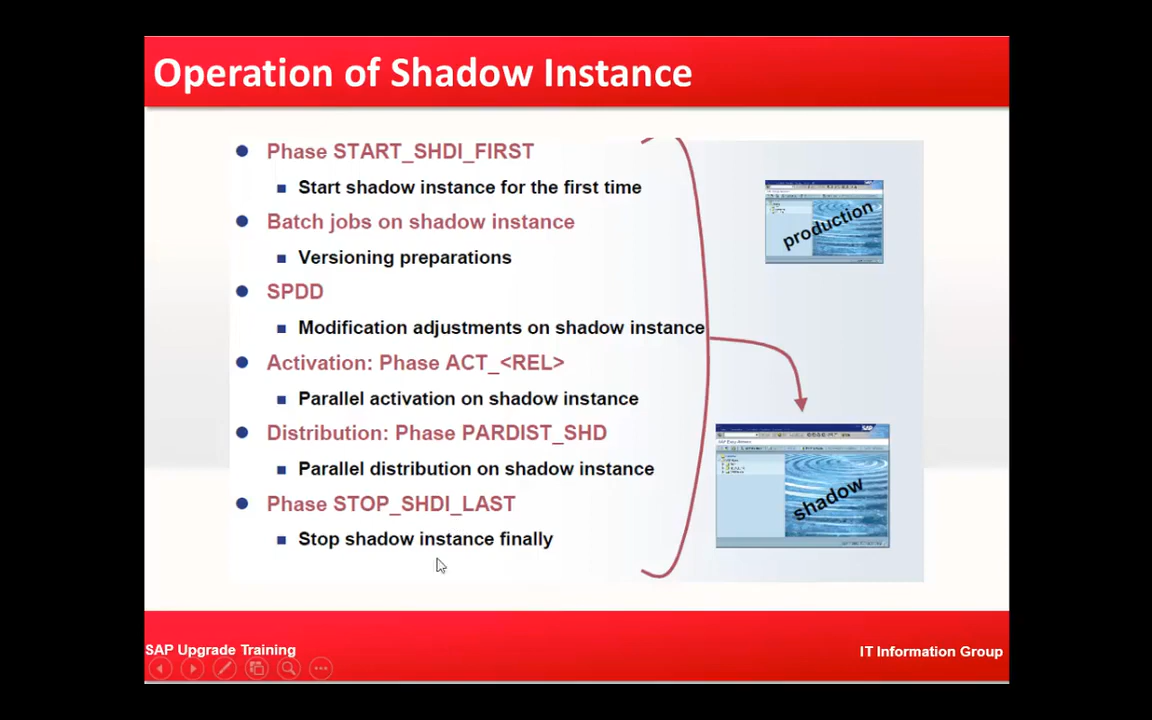 Operation of Shadow Instance
Phase START_SHDI_FIRST
Start shadow instance for the first time
Batch jobs on shadow instance
Versioning preparations
SPDD
Modification adjustments on shadow instance
Activation: Phase ACT_<REL>
Parallel activation on shadow instance
Distribution: Phase PARDIST_SHD
Parallel distribution on shadow instance
Phase STOP_SHDI_LAST
Stop shadow instance finally
production
SAP
shadow
SAP Upgrade Training
IT Information Group